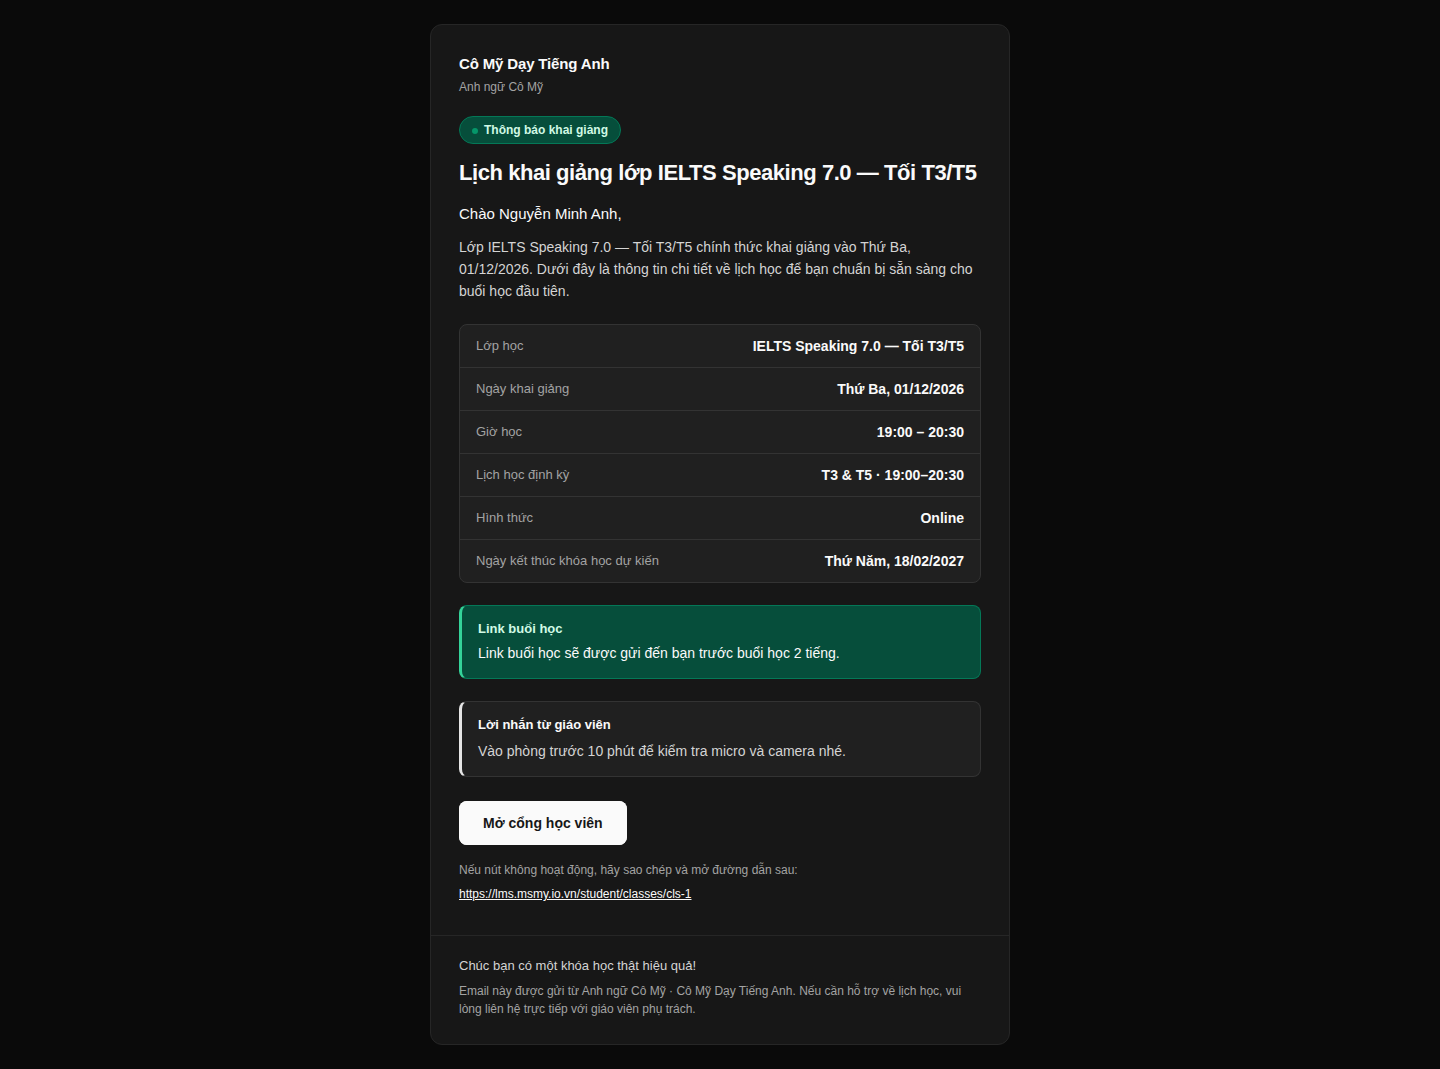 Cô Mỹ Dạy Tiếng Anh
Anh ngữ Cô Mỹ
Thông báo khai giảng
Lịch khai giảng lớp IELTS Speaking 7.0 — Tối T3/T5
Chào Nguyễn Minh Anh,
Lớp IELTS Speaking 7.0 — Tối T3/T5 chính thức khai giảng vào Thứ Ba,
01/12/2026. Dưới đây là thông tin chi tiết về lịch học để bạn chuẩn bị sẵn sàng cho
buổi học đầu tiên.
Lớp học IELTS Speaking 7.0 — Tối T3/T5
Ngày khai giảng Thứ Ba, 01/12/2026
Giờ học 19:00 – 20:30
Lịch học định kỳ T3 & T5 · 19:00–20:30
Hình thức Online
Ngày kết thúc khóa học dự kiến Thứ Năm, 18/02/2027
Link buổi học
Link buổi học sẽ được gửi đến bạn trước buổi học 2 tiếng.
Lời nhắn từ giáo viên
Vào phòng trước 10 phút để kiểm tra micro và camera nhé.
Mở cổng học viên
Nếu nút không hoạt động, hãy sao chép và mở đường dẫn sau:
https://lms.msmy.io.vn/student/classes/cls-1
Chúc bạn có một khóa học thật hiệu quả!
Email này được gửi từ Anh ngữ Cô Mỹ · Cô Mỹ Dạy Tiếng Anh. Nếu cần hỗ trợ về lịch học, vui
lòng liên hệ trực tiếp với giáo viên phụ trách.